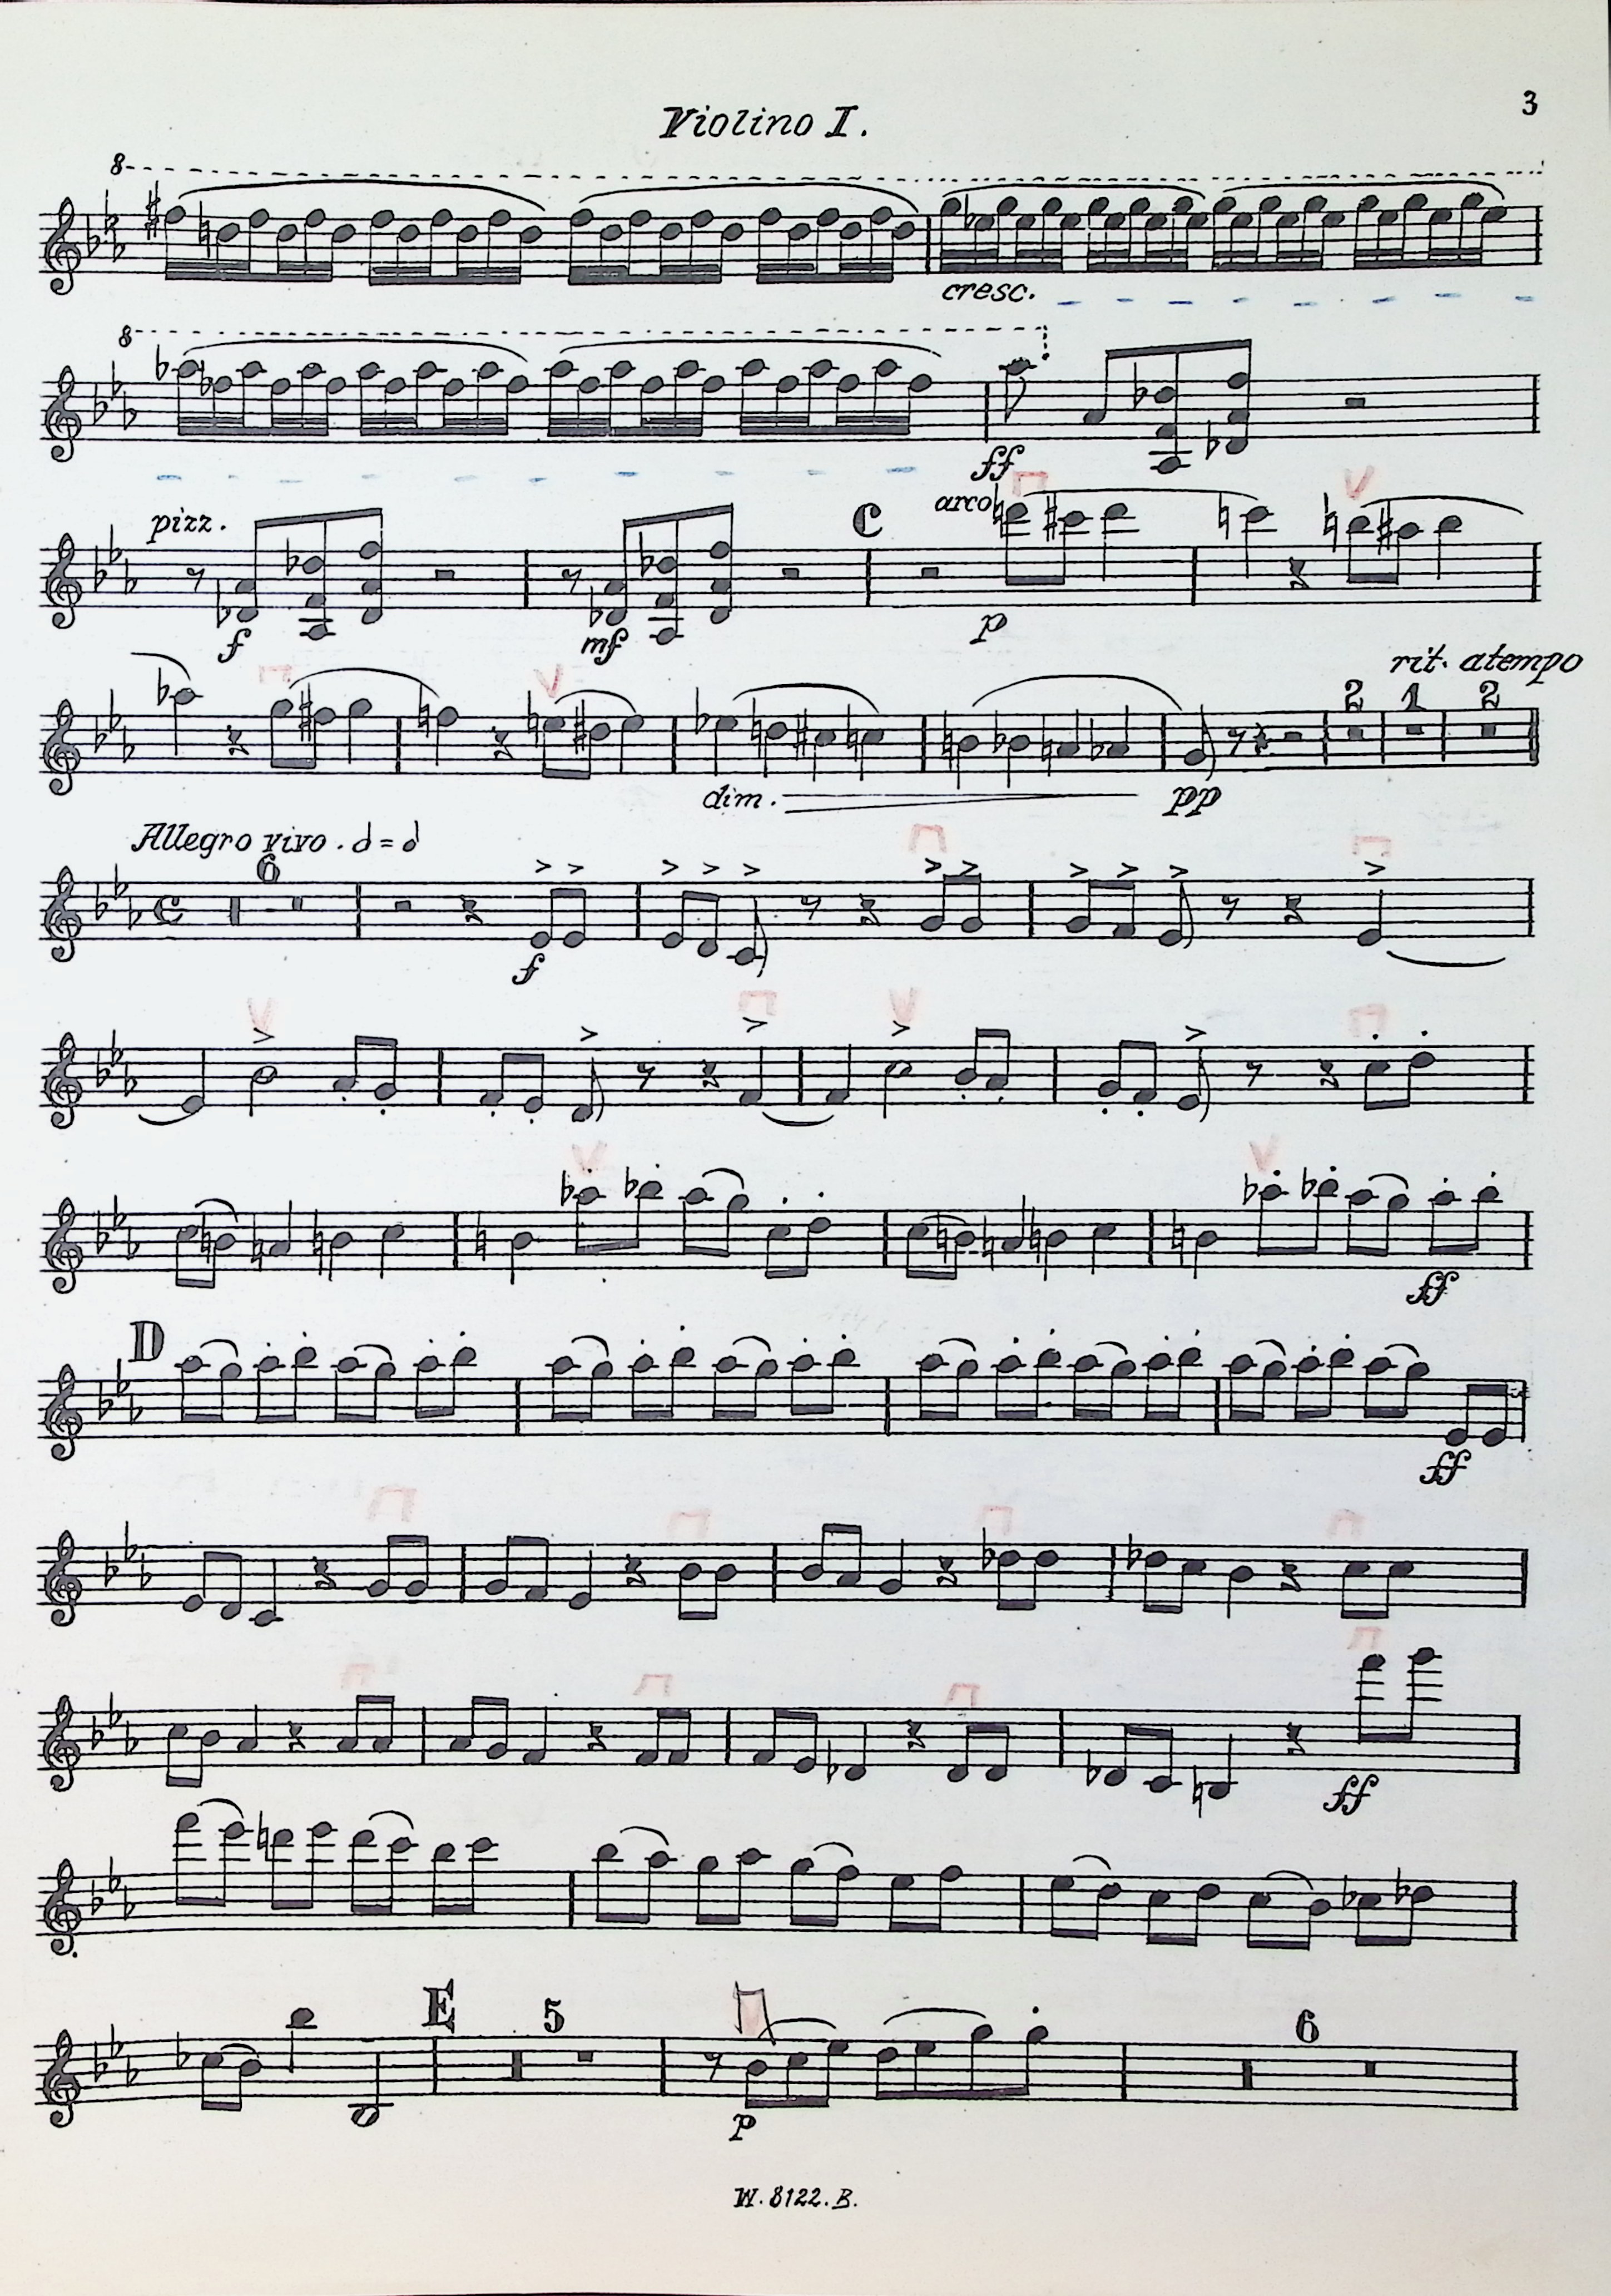 3
Violino I.
8
cresc.
8
ff
pizz. C arco
f mf p
rit. a tempo
2 1 2
dim. pp
Allegro vivo.
6
f
ff
D
ff
ff
E 5 6
p
W. 8122. B.